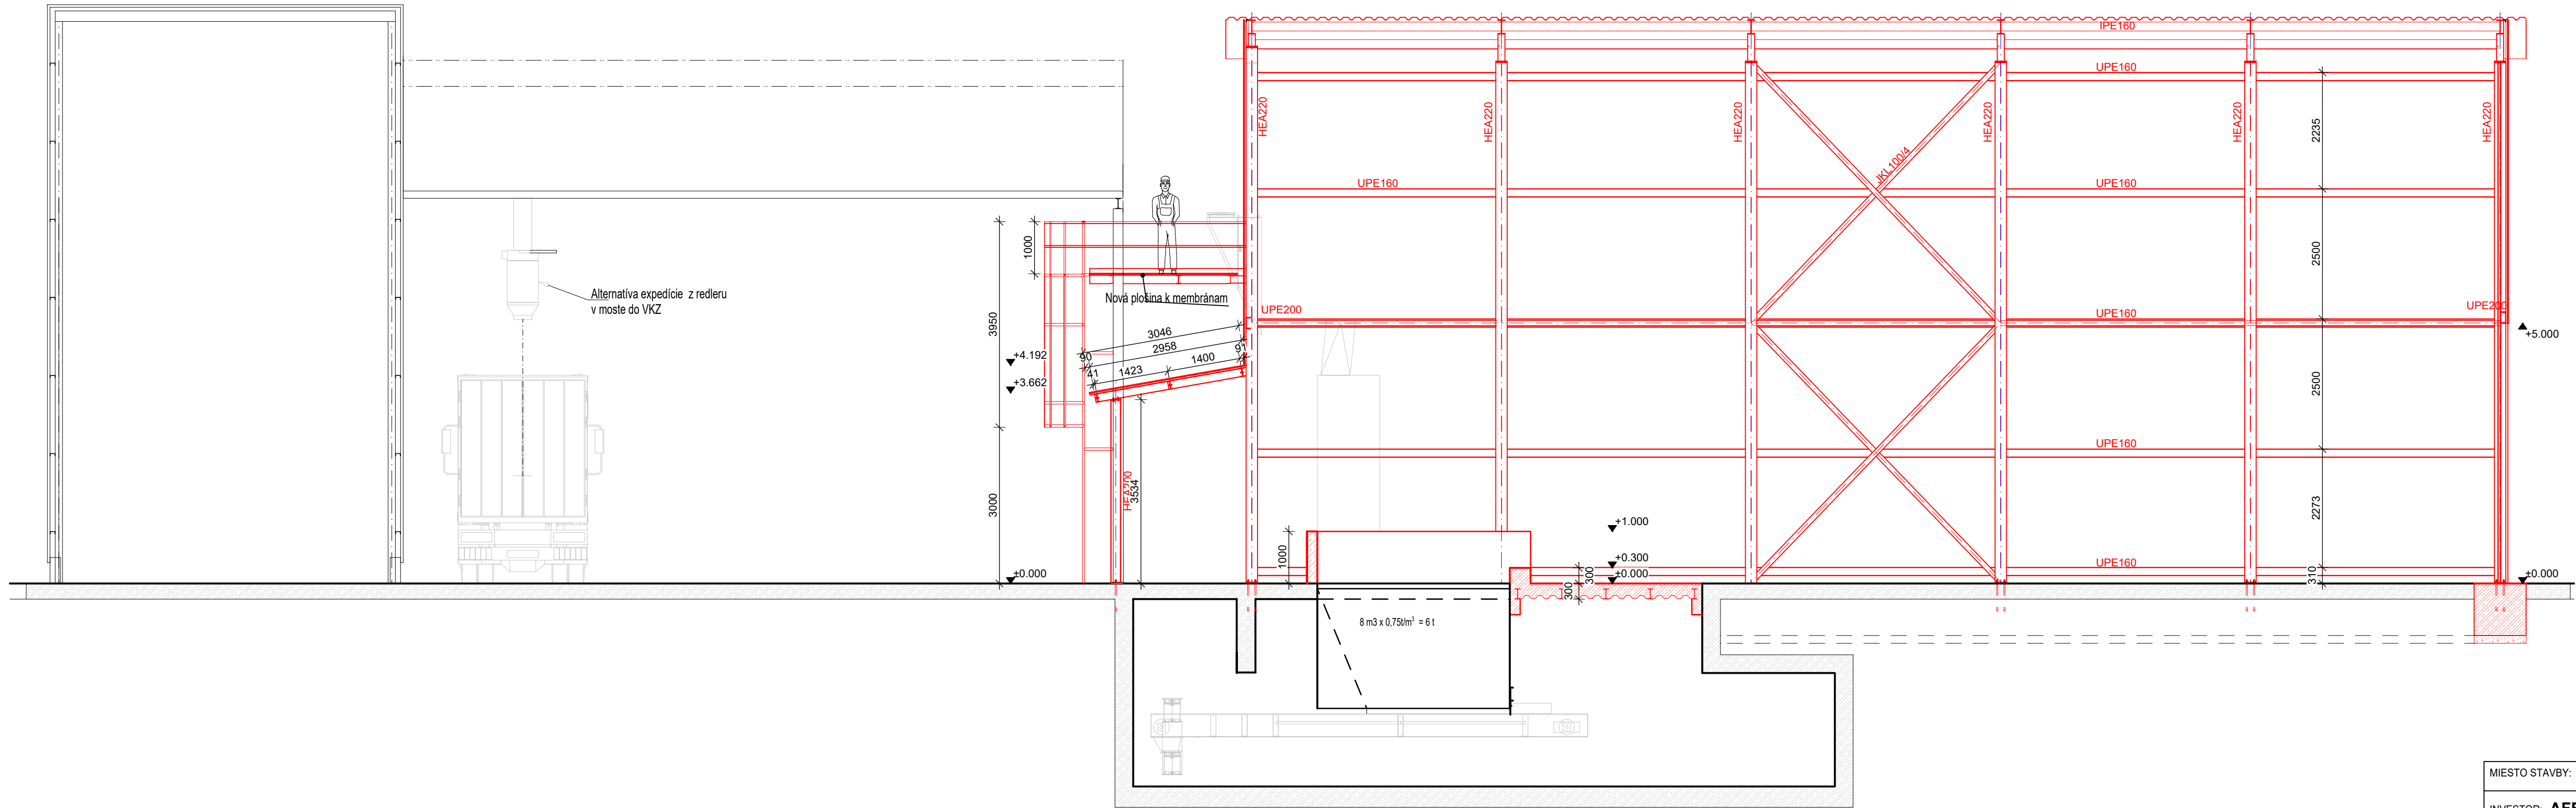 IPE160
UPE160
HEA220
HEA220
HEA220
HEA220
HEA220
HEA220
2235
JKL100/4
UPE160
UPE160
1000
2500
Alternatíva expedície z redleru
v moste do VKZ
Nová plošina k membránam
UPE200
UPE160
UPE200
3950
3046
2958
91
1400
90
41
1423
+4.192
+3.662
+5.000
2500
UPE160
3000
HEA200
3534
2273
+1.000
1000
+0.300
300
+0.000
+0.000
UPE160
310
+0.000
300
8 m3 x 0,75t/m³ = 6 t
MIESTO STAVBY: